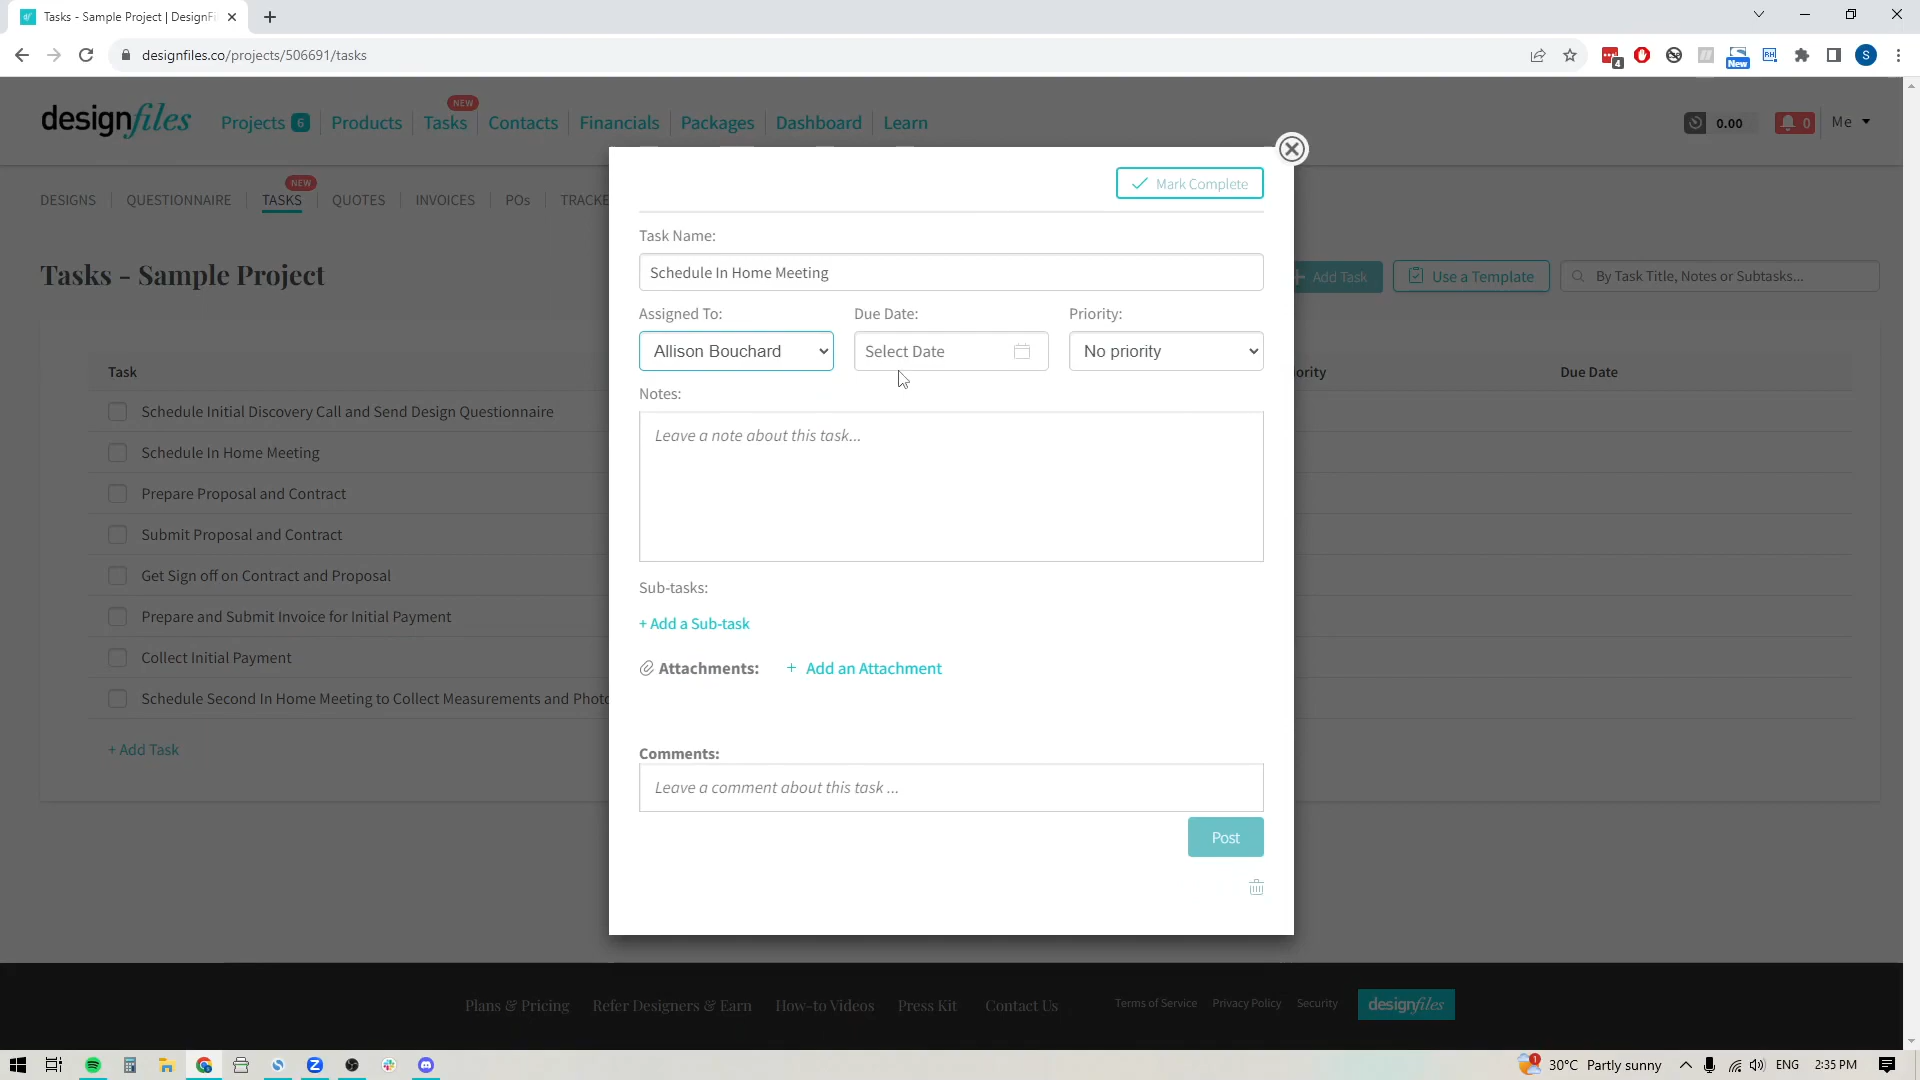 Tasks - Sample Project | DesignFi
designfiles.co/projects/506691/tasks
4
New
RH
S
designfiles
Projects 6
Products
Tasks
NEW
Contacts
Financials
Packages
Dashboard
Learn
0.00
0
Me
DESIGNS
QUESTIONNAIRE
TASKS
NEW
QUOTES
INVOICES
POs
TRACKE
Tasks - Sample Project
Add Task
Use a Template
By Task Title, Notes or Subtasks...
Task
ority
Due Date
Schedule Initial Discovery Call and Send Design Questionnaire
Schedule In Home Meeting
Prepare Proposal and Contract
Submit Proposal and Contract
Get Sign off on Contract and Proposal
Prepare and Submit Invoice for Initial Payment
Collect Initial Payment
Schedule Second In Home Meeting to Collect Measurements and Photo
+ Add Task
Mark Complete
Task Name:
Schedule In Home Meeting
Assigned To:
Due Date:
Priority:
Allison Bouchard
Select Date
No priority
Notes:
Leave a note about this task...
Sub-tasks:
+ Add a Sub-task
Attachments:
+ Add an Attachment
Comments:
Leave a comment about this task ...
Post
Plans & Pricing
Refer Designers & Earn
How-to Videos
Press Kit
Contact Us
Terms of Service
Privacy Policy
Security
designfiles
1
30°C Partly sunny
ENG
2:35 PM